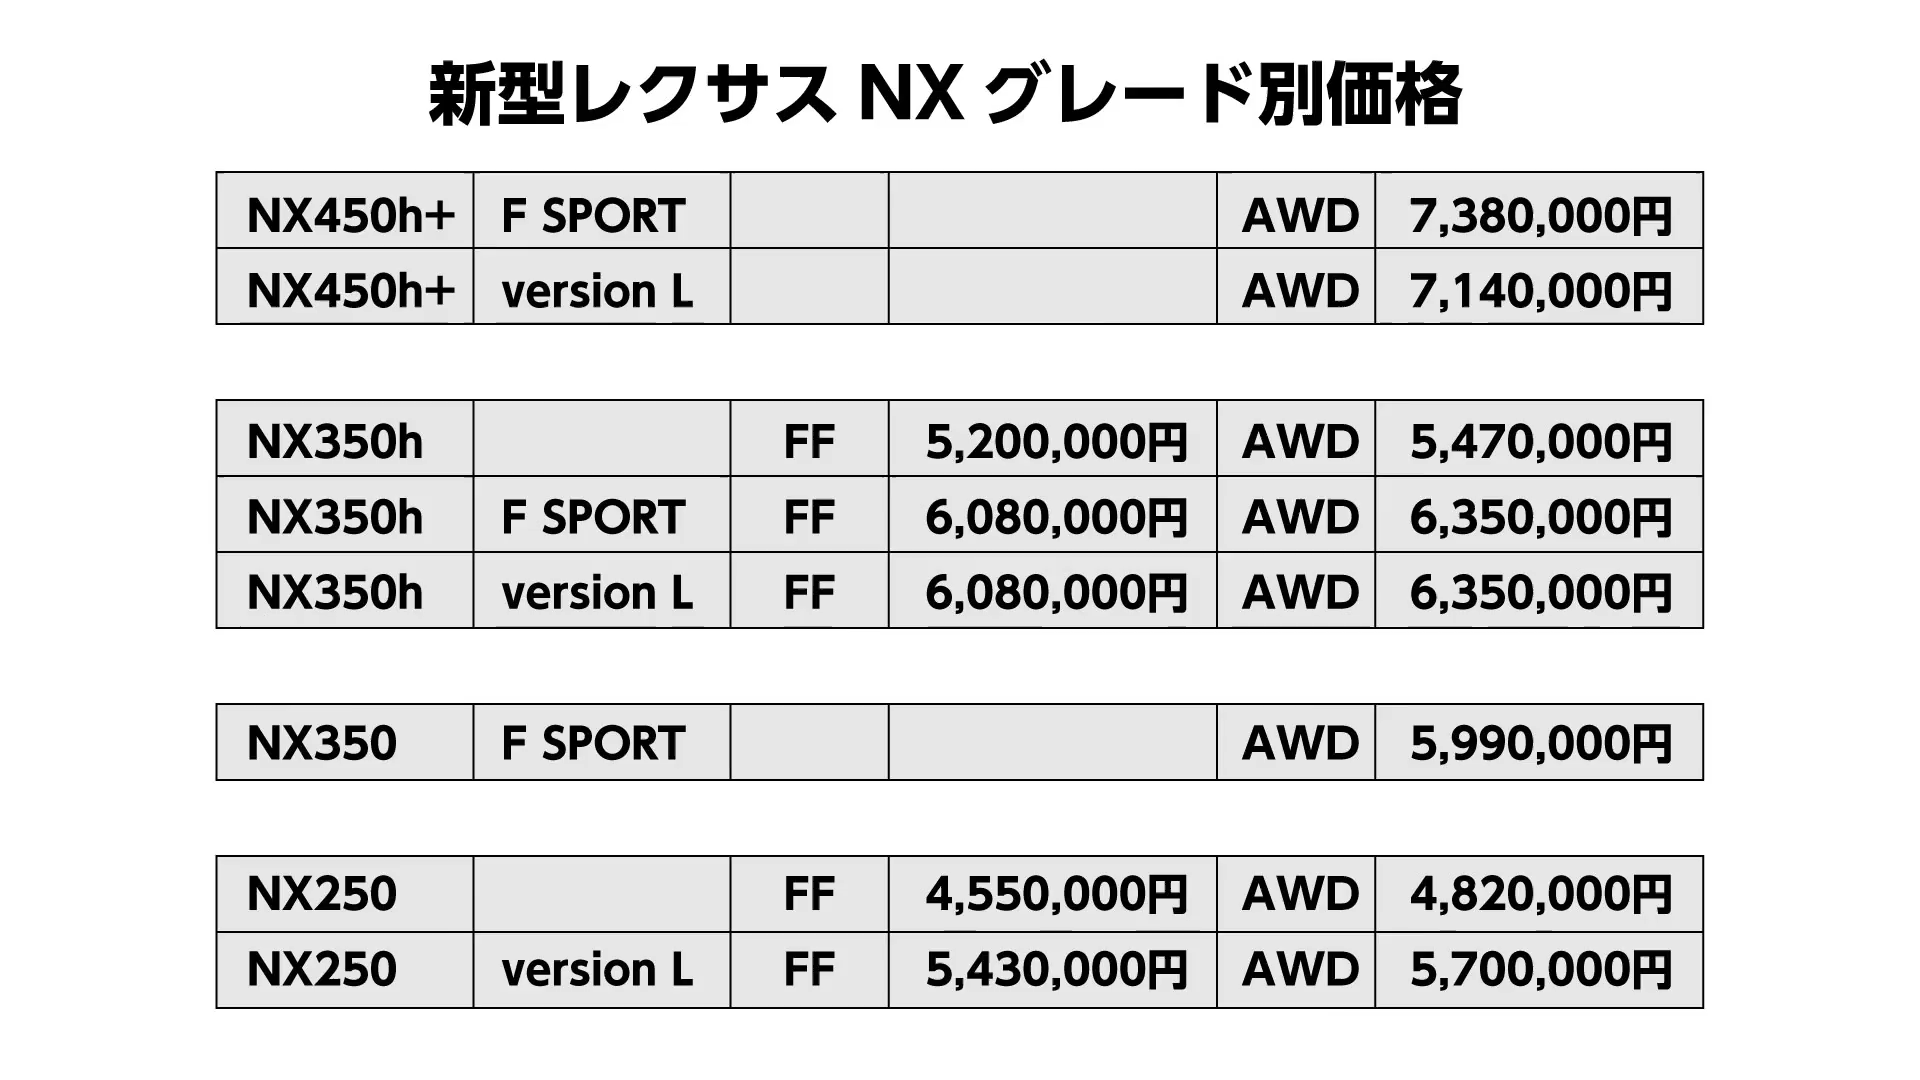 新型レクサス NX グレード別価格
NX450h+ F SPORT AWD 7,380,000円
NX450h+ version L AWD 7,140,000円
NX350h FF 5,200,000円 AWD 5,470,000円
NX350h F SPORT FF 6,080,000円 AWD 6,350,000円
NX350h version L FF 6,080,000円 AWD 6,350,000円
NX350 F SPORT AWD 5,990,000円
NX250 FF 4,550,000円 AWD 4,820,000円
NX250 version L FF 5,430,000円 AWD 5,700,000円